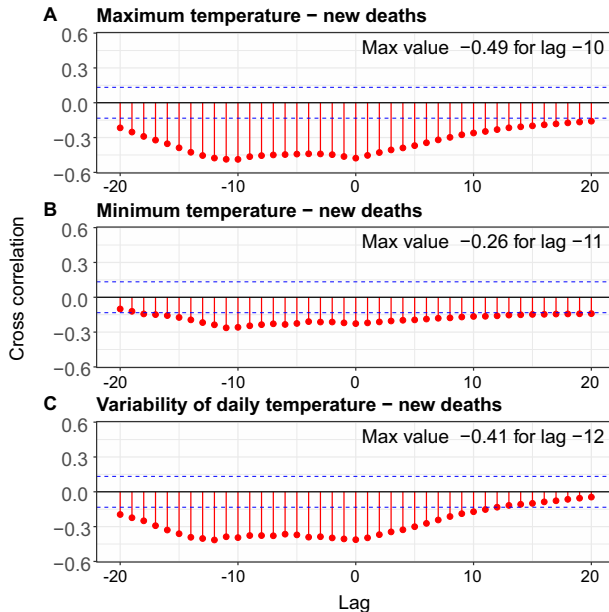 A Maximum temperature − new deaths
Max value −0.49 for lag −10
0.6
0.3
0.0
−0.3
−0.6
-20 -10 0 10 20
B Minimum temperature − new deaths
Max value −0.26 for lag −11
0.6
0.3
0.0
−0.3
−0.6
-20 -10 0 10 20
C Variability of daily temperature − new deaths
Max value −0.41 for lag −12
0.6
0.3
0.0
−0.3
−0.6
-20 -10 0 10 20
Cross correlation
Lag